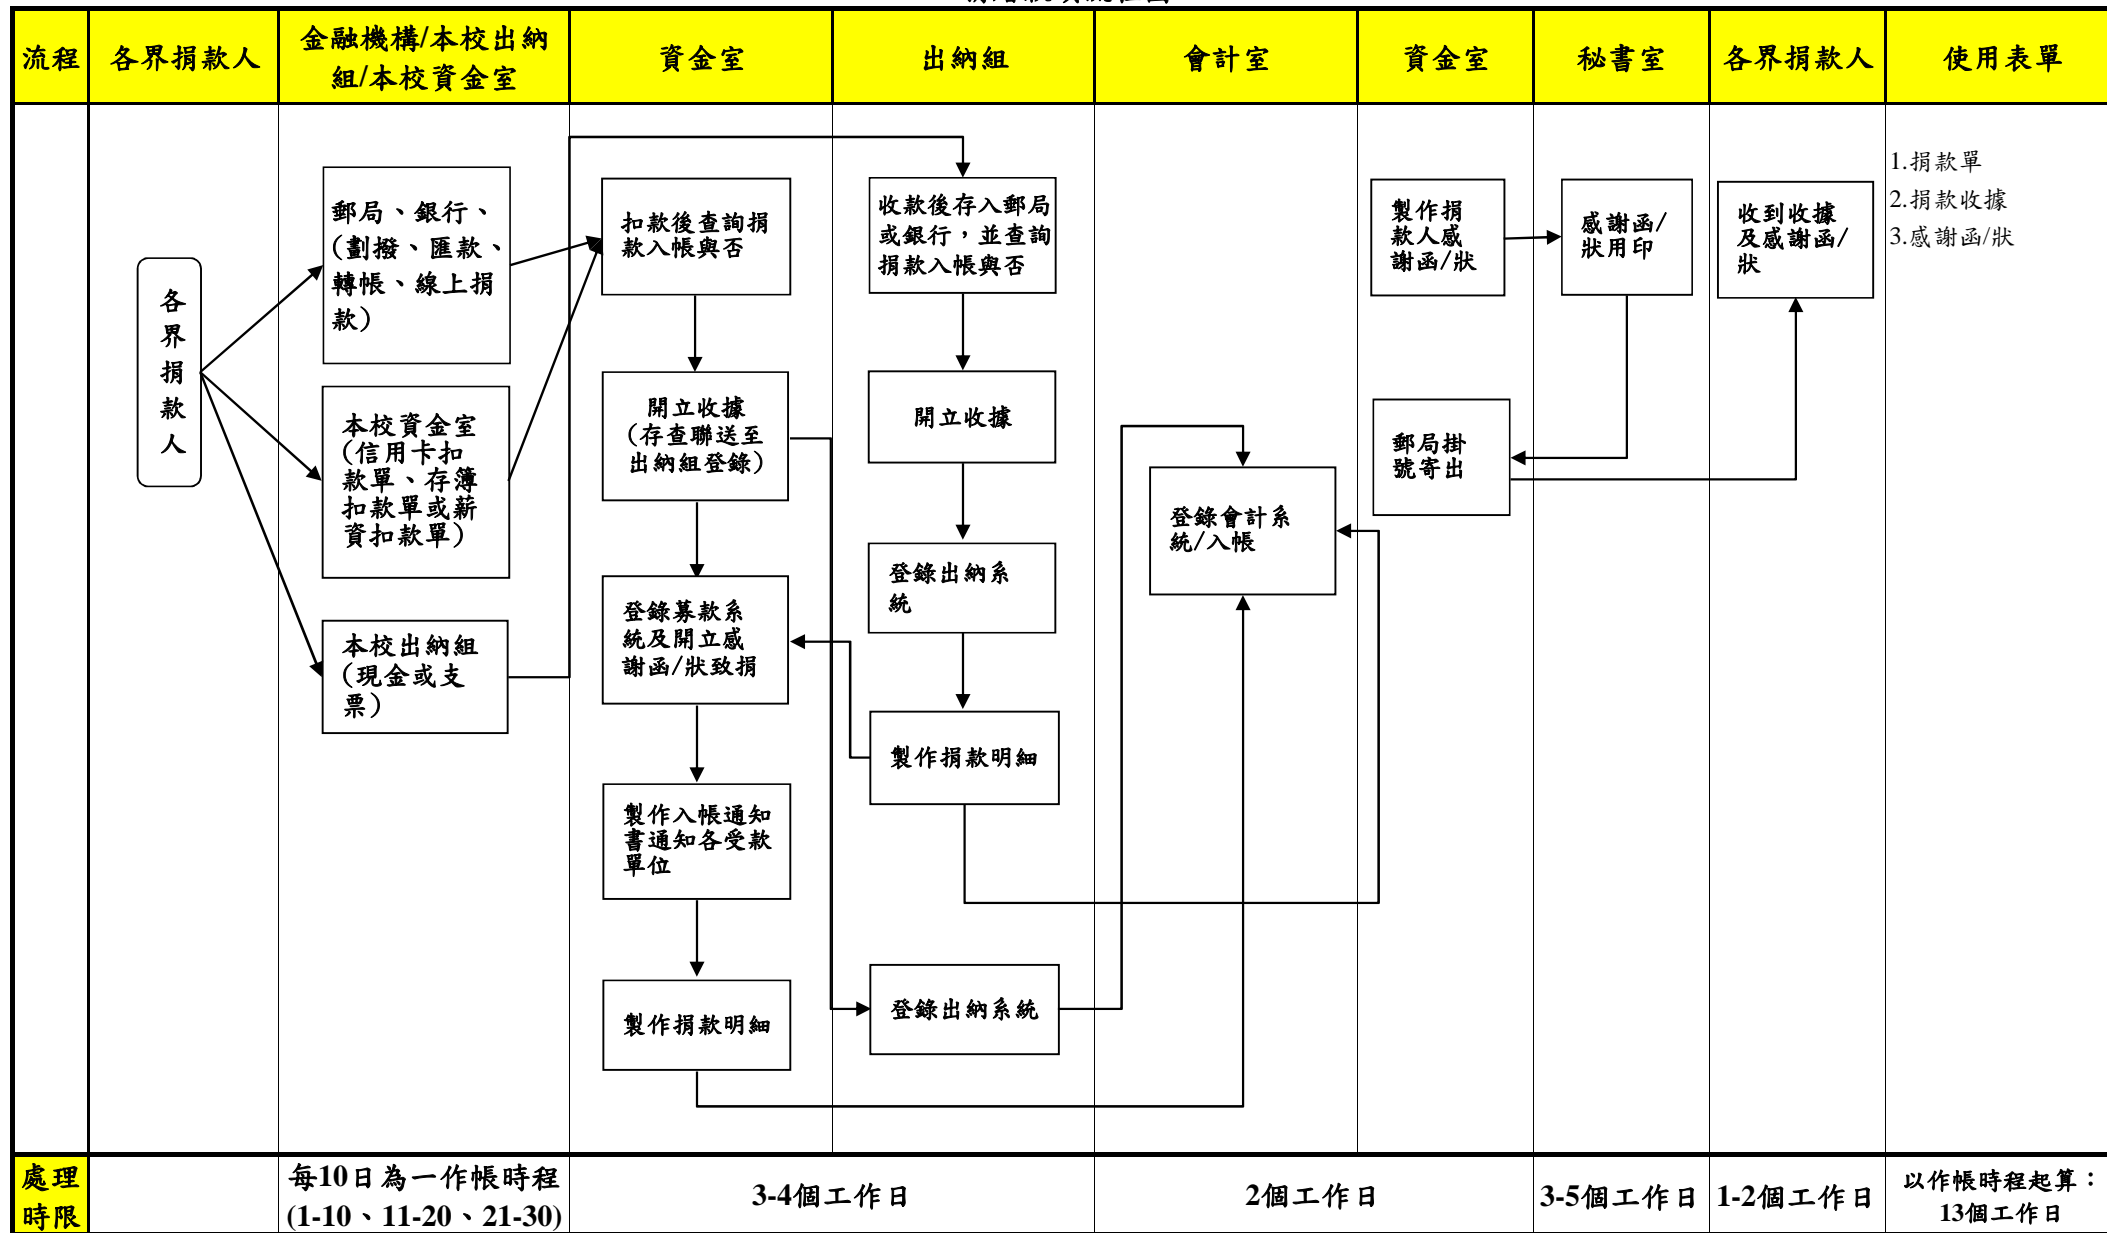 流程
各界捐款人
金融機構/本校出納
組/本校資金室
資金室
出納組
會計室
資金室
秘書室
各界捐款人
使用表單
各
界
捐
款
人
郵局、銀行、
(劃撥、匯款、
轉帳、線上捐
款)
本校資金室
(信用卡扣
款單、存簿
扣款單或薪
資扣款單)
本校出納組
(現金或支
票)
扣款後查詢捐
款入帳與否
開立收據
(存查聯送至
出納組登錄)
登錄募款系
統及開立感
謝函/狀致捐
製作入帳通知
書通知各受款
單位
製作捐款明細
收款後存入郵局
或銀行，並查詢
捐款入帳與否
開立收據
登錄出納系
統
製作捐款明細
登錄出納系統
登錄會計系
統/入帳
製作捐
款人感
謝函/狀
郵局掛
號寄出
感謝函/
狀用印
收到收據
及感謝函/
狀
1.捐款單
2.捐款收據
3.感謝函/狀
處理
時限
每10日為一作帳時程
(1-10、11-20、21-30)
3-4個工作日
2個工作日
3-5個工作日
1-2個工作日
以作帳時程起算：
13個工作日